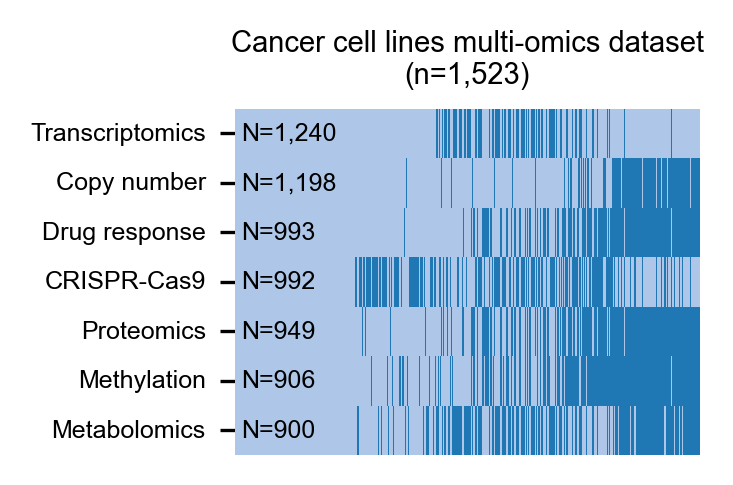 Cancer cell lines multi-omics dataset
(n=1,523)
Transcriptomics N=1,240
Copy number N=1,198
Drug response N=993
CRISPR-Cas9 N=992
Proteomics N=949
Methylation N=906
Metabolomics N=900